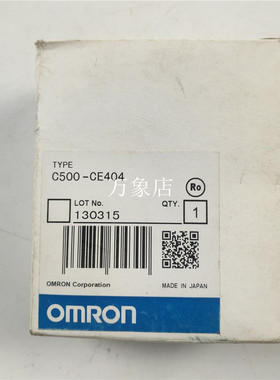 TYPE
C500-CE404
Ro
万象店
LOT No.
QTY.
130315
1
OMRON Corporation
MADE IN JAPAN
OMRON